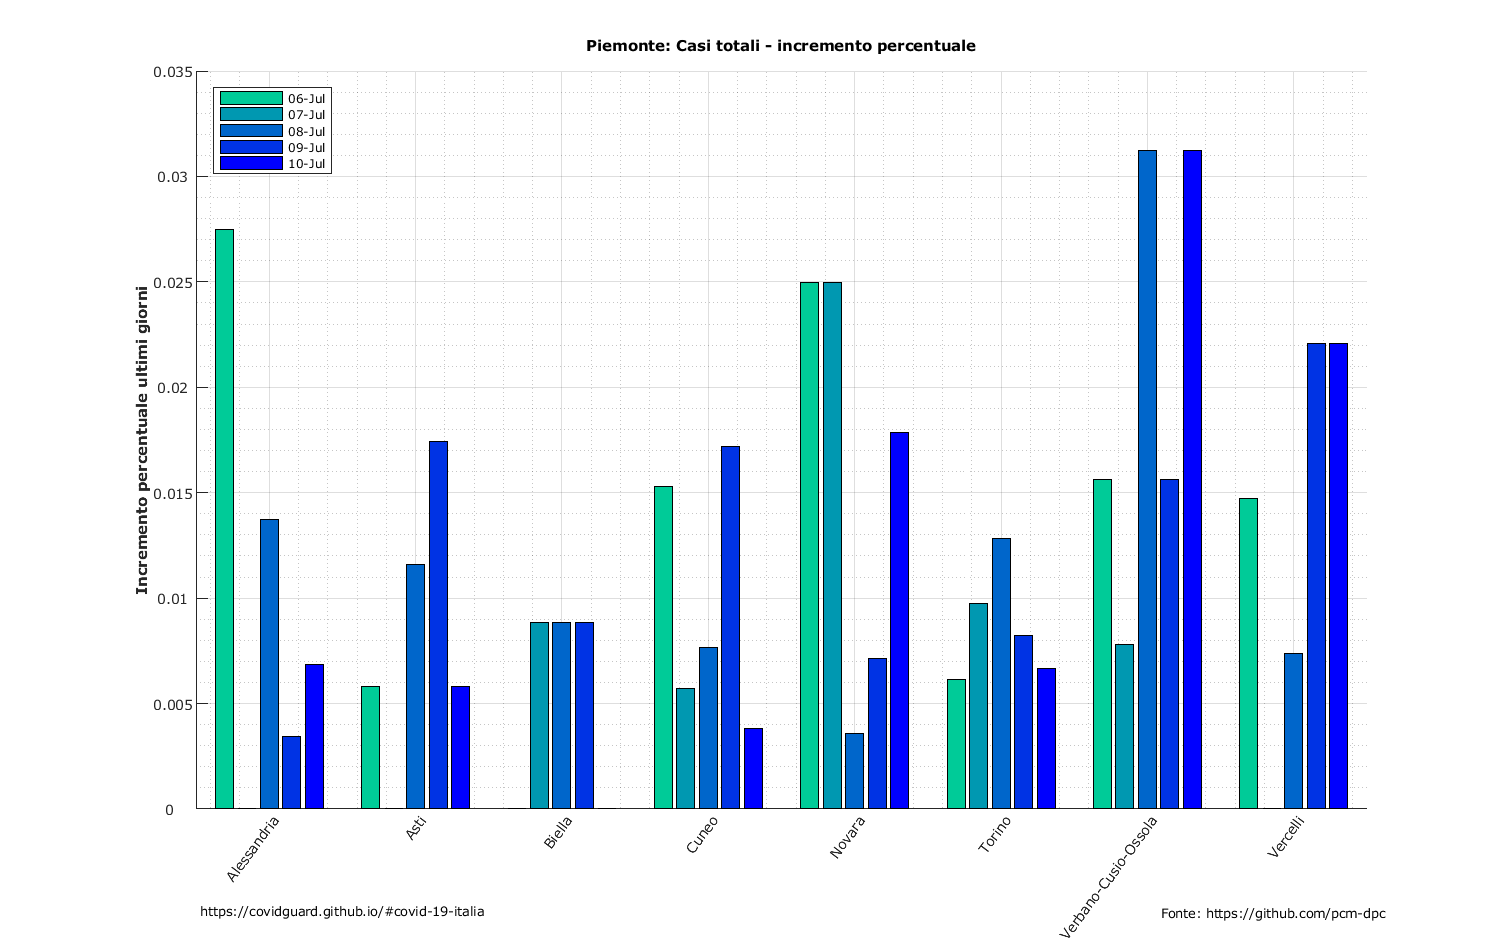 Piemonte: Casi totali - incremento percentuale
0.035
0.03
0.025
0.02
0.015
0.01
0.005
0
Incremento percentuale ultimi giorni
06-Jul
07-Jul
08-Jul
09-Jul
10-Jul
Alessandria
Asti
Biella
Cuneo
Novara
Torino
Verbano-Cusio-Ossola
Vercelli
https://covidguard.github.io/#covid-19-italia
Fonte: https://github.com/pcm-dpc